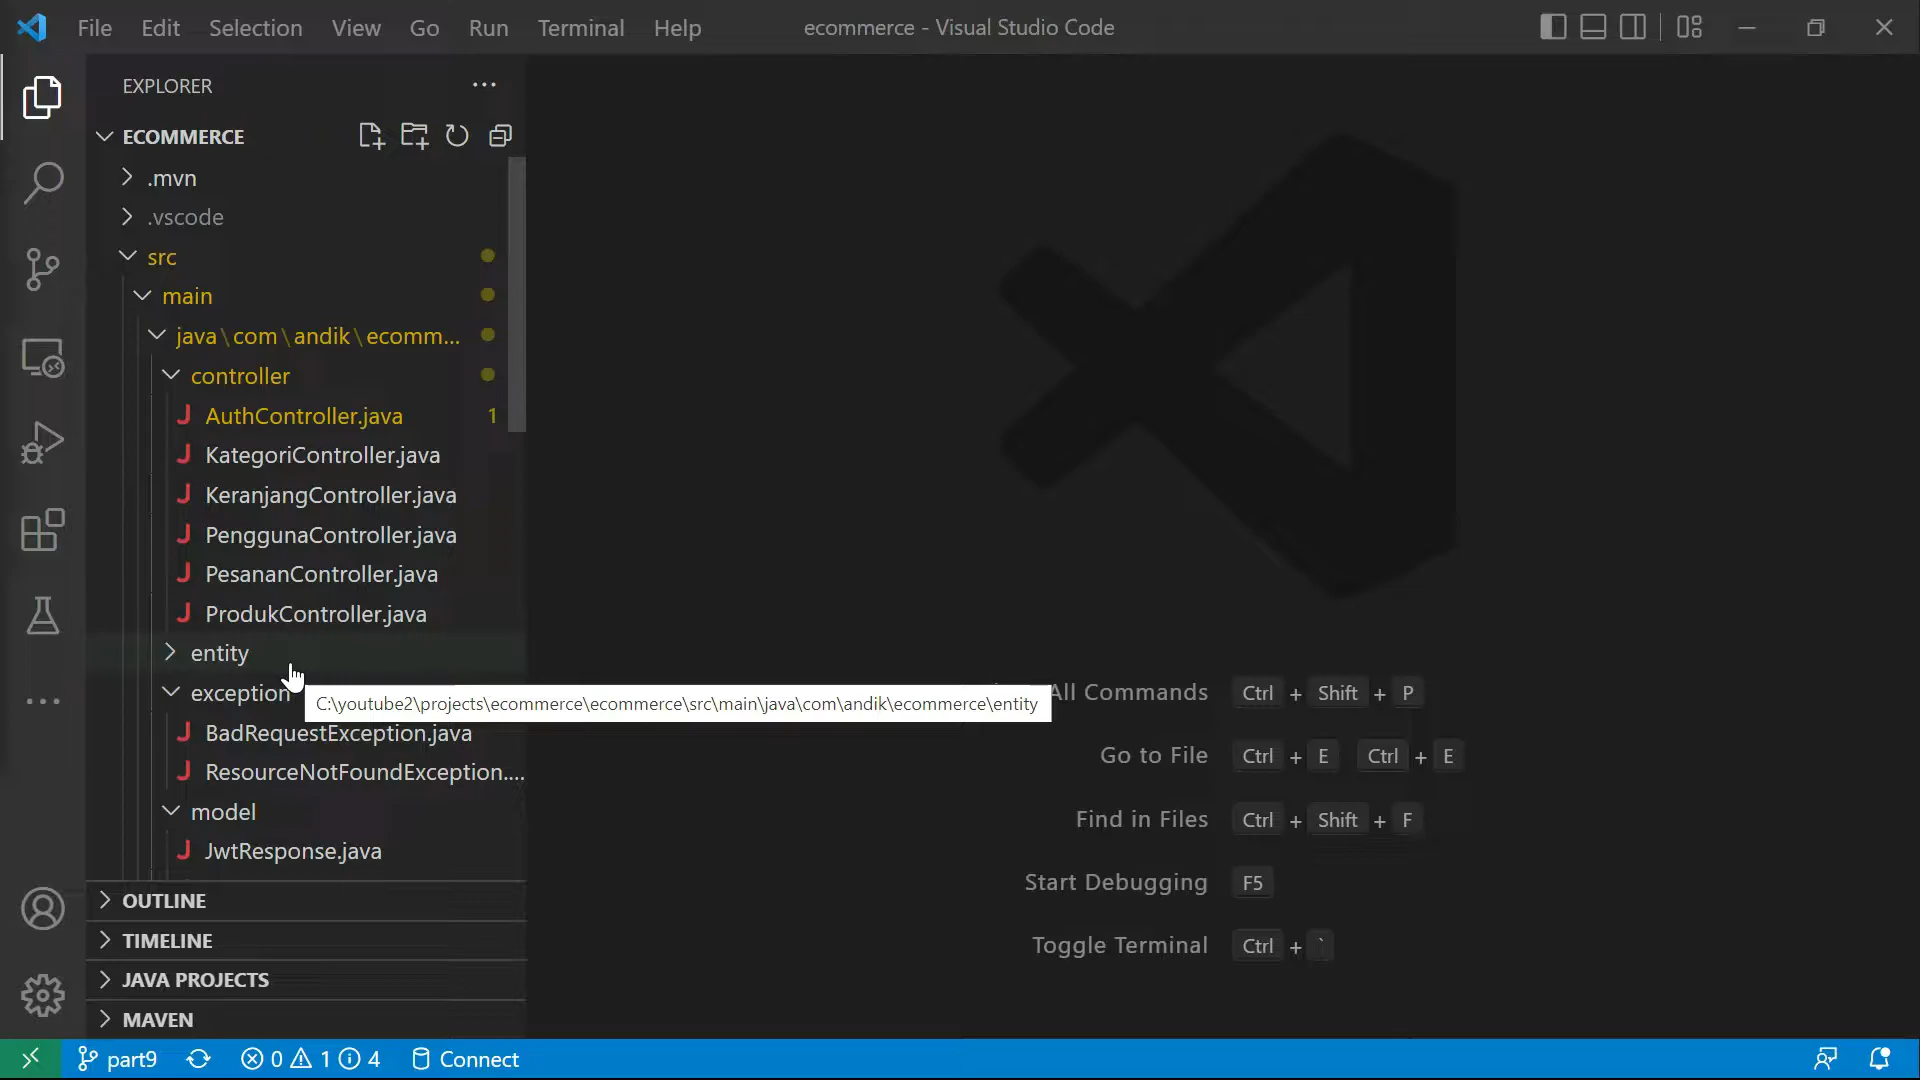 File Edit Selection View Go Run Terminal Help ecommerce - Visual Studio Code
EXPLORER
ECOMMERCE
.mvn
.vscode
src
main
java\com\andik\ecomm...
controller
AuthController.java 1
KategoriController.java
KeranjangController.java
PenggunaController.java
PesananController.java
ProdukController.java
entity
exception
C:\youtube2\projects\ecommerce\ecommerce\src\main\java\com\andik\ecommerce\entity
BadRequestException.java
ResourceNotFoundException....
model
JwtResponse.java
OUTLINE
TIMELINE
JAVA PROJECTS
MAVEN
All Commands Ctrl + Shift + P
Go to File Ctrl + E Ctrl + E
Find in Files Ctrl + Shift + F
Start Debugging F5
Toggle Terminal Ctrl + `
part9 0 1 4 Connect